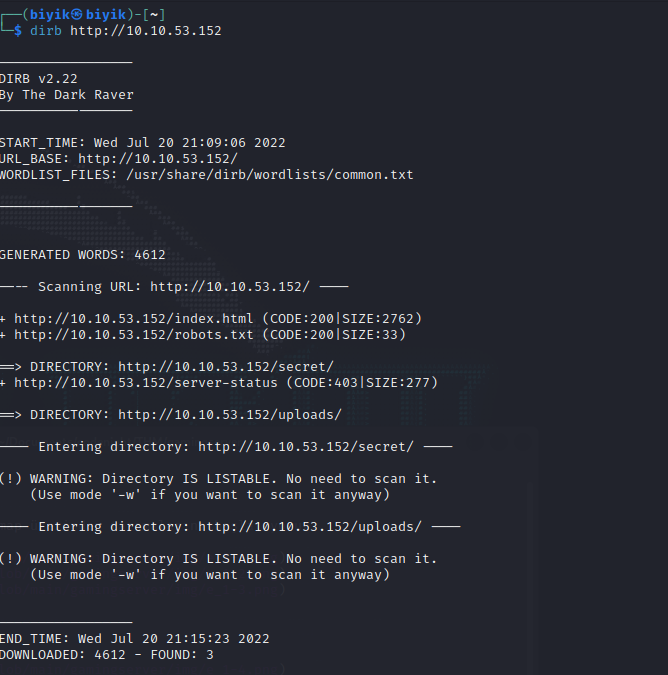 ┌──(biyik㉿biyik)-[~]
└─$ dirb http://10.10.53.152
-----------------
DIRB v2.22
By The Dark Raver
-----------------
START_TIME: Wed Jul 20 21:09:06 2022
URL_BASE: http://10.10.53.152/
WORDLIST_FILES: /usr/share/dirb/wordlists/common.txt
-----------------
GENERATED WORDS: 4612
---- Scanning URL: http://10.10.53.152/ ----
+ http://10.10.53.152/index.html (CODE:200|SIZE:2762)
+ http://10.10.53.152/robots.txt (CODE:200|SIZE:33)
==> DIRECTORY: http://10.10.53.152/secret/
+ http://10.10.53.152/server-status (CODE:403|SIZE:277)
==> DIRECTORY: http://10.10.53.152/uploads/
---- Entering directory: http://10.10.53.152/secret/ ----
(!) WARNING: Directory IS LISTABLE. No need to scan it.
(Use mode '-w' if you want to scan it anyway)
---- Entering directory: http://10.10.53.152/uploads/ ----
(!) WARNING: Directory IS LISTABLE. No need to scan it.
(Use mode '-w' if you want to scan it anyway)
-----------------
END_TIME: Wed Jul 20 21:15:23 2022
DOWNLOADED: 4612 - FOUND: 3